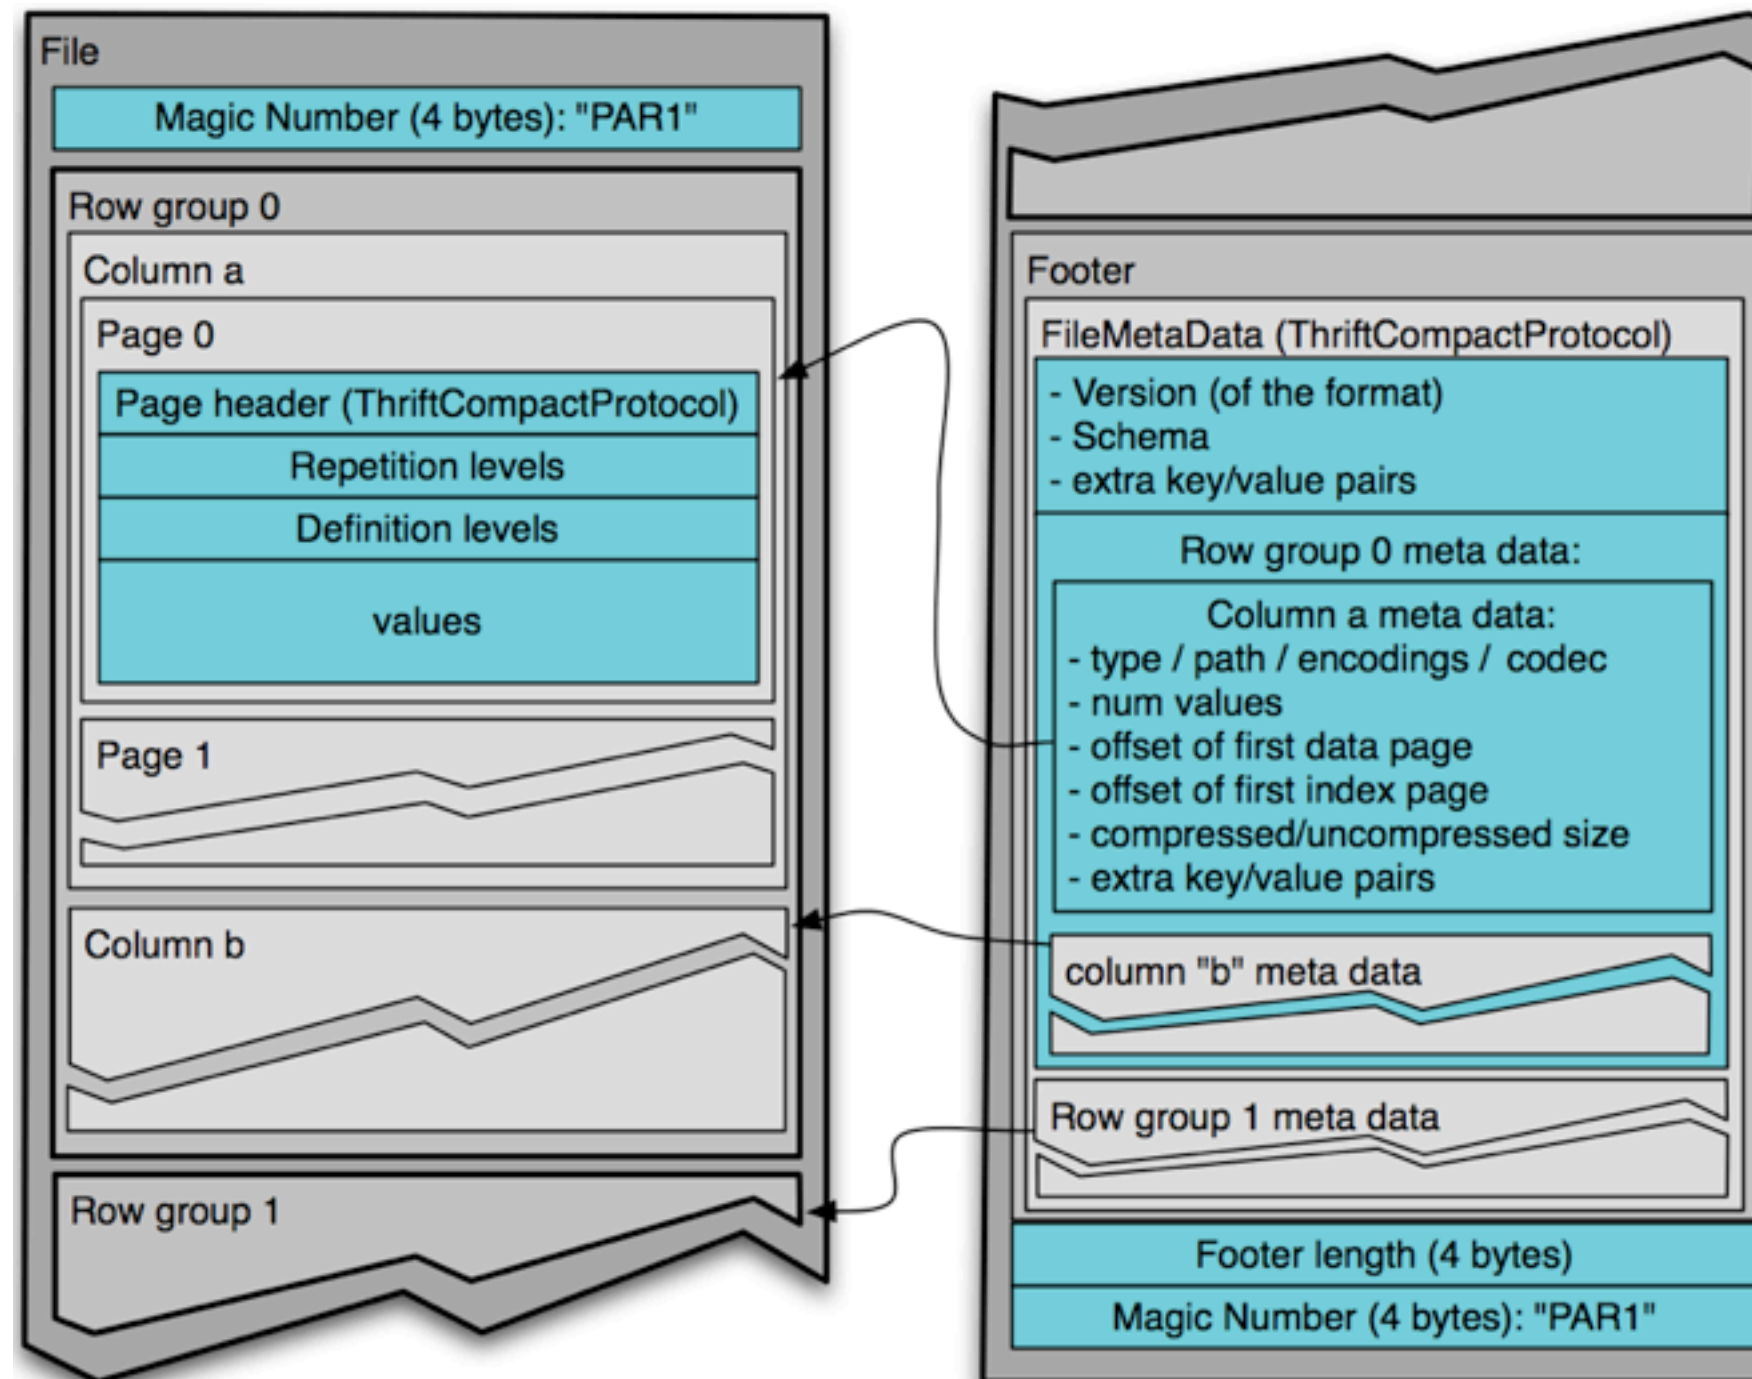 File
Magic Number (4 bytes): "PAR1"
Row group 0
Column a
Page 0
Page header (ThriftCompactProtocol)
Repetition levels
Definition levels
values
Page 1
Column b
Row group 1
Footer
FileMetaData (ThriftCompactProtocol)
- Version (of the format)
- Schema
- extra key/value pairs
Row group 0 meta data:
Column a meta data:
- type / path / encodings / codec
- num values
- offset of first data page
- offset of first index page
- compressed/uncompressed size
- extra key/value pairs
column "b" meta data
Row group 1 meta data
Footer length (4 bytes)
Magic Number (4 bytes): "PAR1"